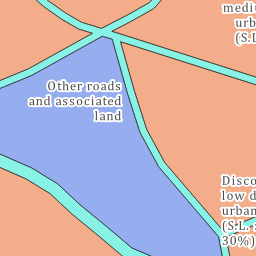 medi
urb
(S.L
Other roads
and associated
land
Disco
low d
urban
(S.L.
30%)